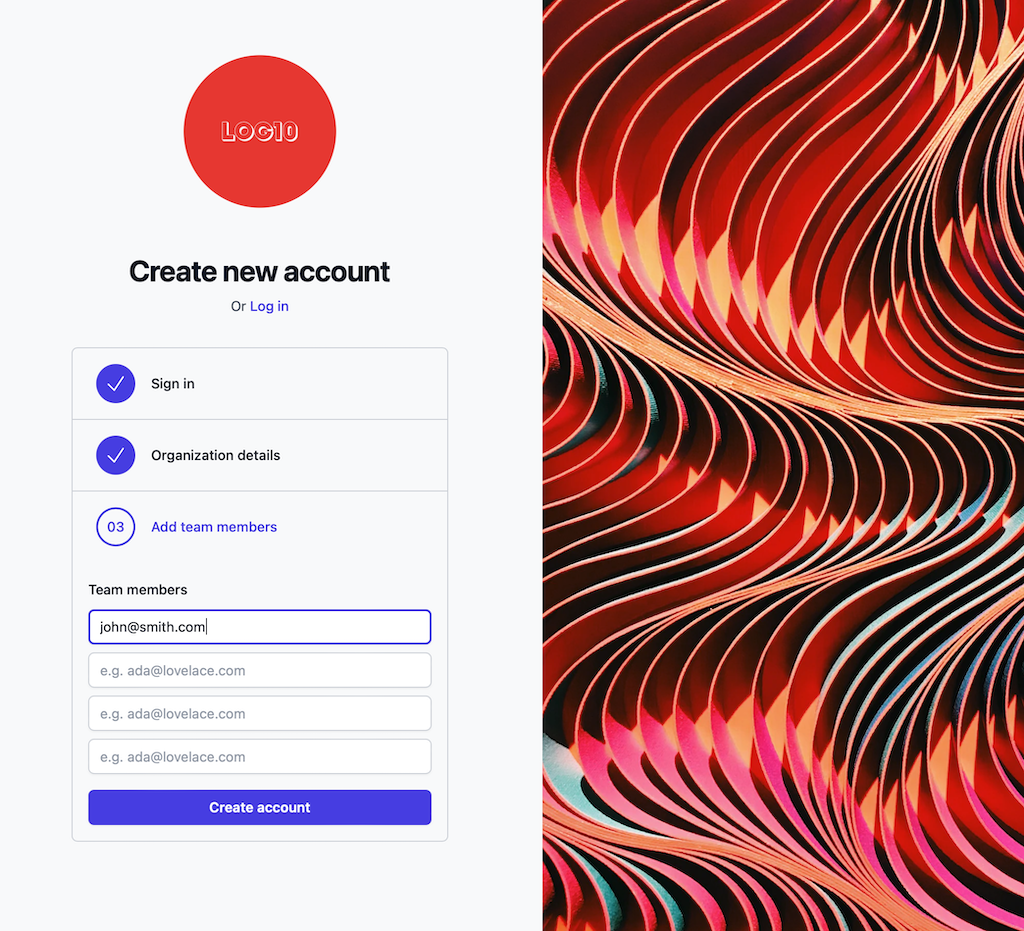 LOG10
Create new account
Or Log in
Sign in
Organization details
03 Add team members
Team members
john@smith.com
e.g. ada@lovelace.com
e.g. ada@lovelace.com
e.g. ada@lovelace.com
Create account